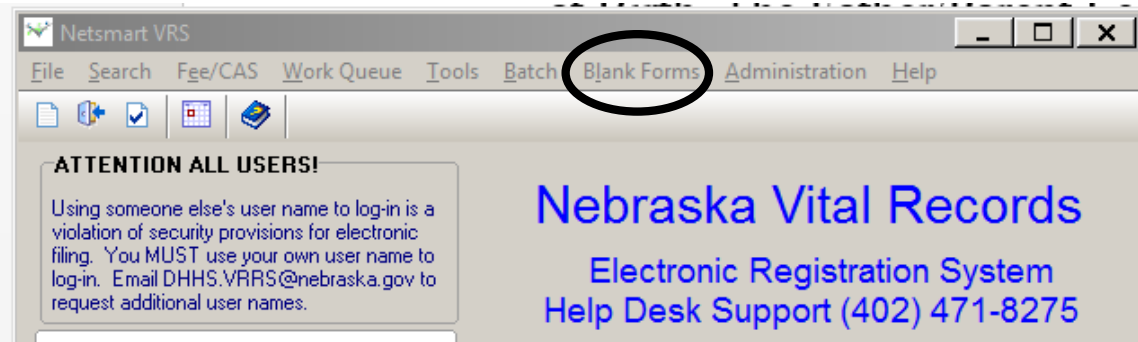 Netsmart VRS
File Search Fee/CAS Work Queue Tools Batch Blank Forms Administration Help
ATTENTION ALL USERS!
Using someone else's user name to log-in is a
violation of security provisions for electronic
filing. You MUST use your own user name to
log-in. Email DHHS.VRRS@nebraska.gov to
request additional user names.
Nebraska Vital Records
Electronic Registration System
Help Desk Support (402) 471-8275